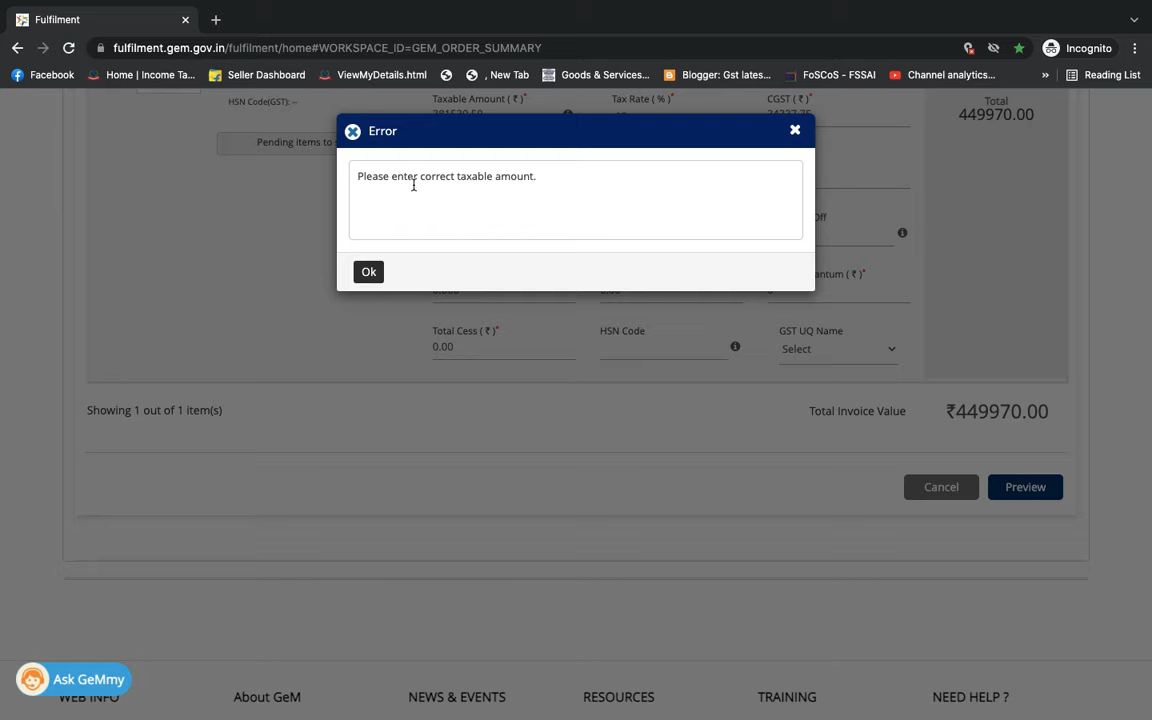 Fulfilment
fulfilment.gem.gov.in/fulfilment/home#WORKSPACE_ID=GEM_ORDER_SUMMARY
Incognito
Facebook
Home | Income Ta...
Seller Dashboard
ViewMyDetails.html
, New Tab
Goods & Services...
Blogger: Gst lates...
FoSCoS - FSSAI
Channel analytics...
»
Reading List
HSN Code(GST): --
Taxable Amount ( ₹ )*
Tax Rate ( % )*
CGST ( ₹ )*
Total
449970.00
Pending items to
Error
Please enter correct taxable amount.
Off
antum ( ₹ )*
Ok
Total Cess ( ₹ )*
0.00
HSN Code
GST UQ Name
Select
Showing 1 out of 1 item(s)
Total Invoice Value
₹449970.00
Cancel
Preview
Ask GeMmy
WEB INFO
About GeM
NEWS & EVENTS
RESOURCES
TRAINING
NEED HELP ?